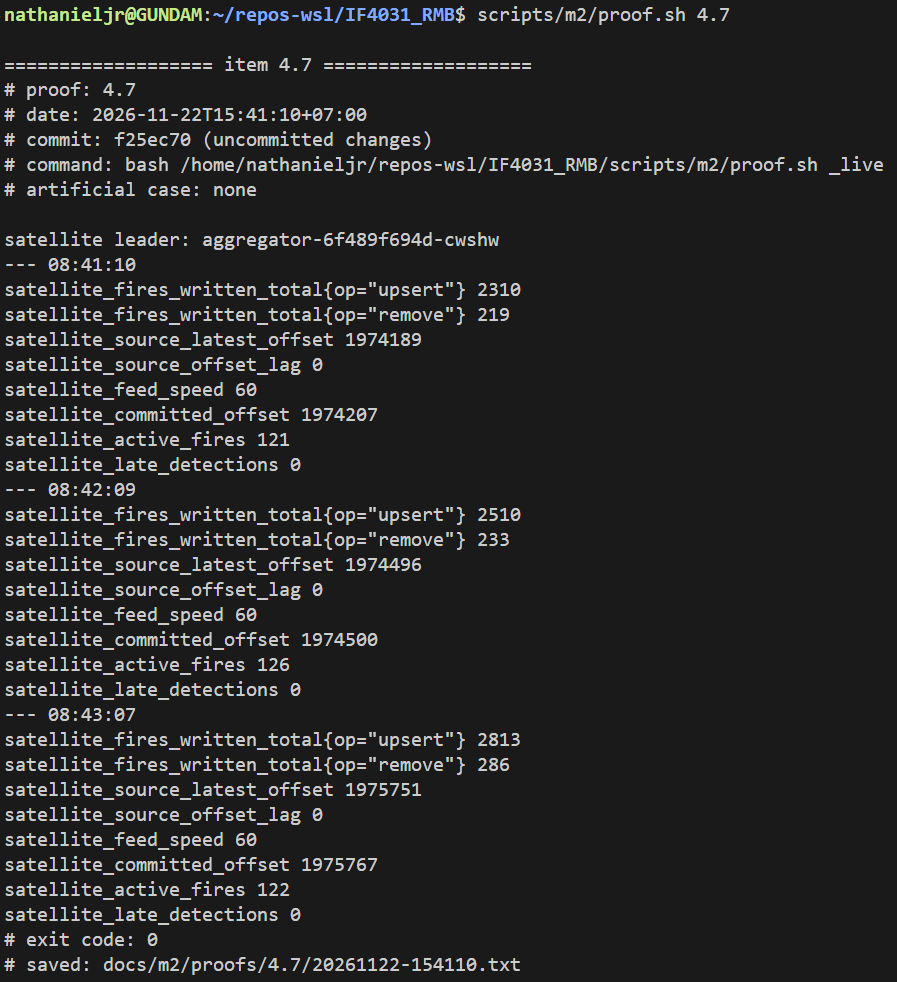 nathanieljr@GUNDAM:~/repos-wsl/IF4031_RMB$ scripts/m2/proof.sh 4.7
=================== item 4.7 ===================
# proof: 4.7
# date: 2026-11-22T15:41:10+07:00
# commit: f25ec70 (uncommitted changes)
# command: bash /home/nathanieljr/repos-wsl/IF4031_RMB/scripts/m2/proof.sh _live
# artificial case: none
satellite leader: aggregator-6f489f694d-cwshw
--- 08:41:10
satellite_fires_written_total{op="upsert"} 2310
satellite_fires_written_total{op="remove"} 219
satellite_source_latest_offset 1974189
satellite_source_offset_lag 0
satellite_feed_speed 60
satellite_committed_offset 1974207
satellite_active_fires 121
satellite_late_detections 0
--- 08:42:09
satellite_fires_written_total{op="upsert"} 2510
satellite_fires_written_total{op="remove"} 233
satellite_source_latest_offset 1974496
satellite_source_offset_lag 0
satellite_feed_speed 60
satellite_committed_offset 1974500
satellite_active_fires 126
satellite_late_detections 0
--- 08:43:07
satellite_fires_written_total{op="upsert"} 2813
satellite_fires_written_total{op="remove"} 286
satellite_source_latest_offset 1975751
satellite_source_offset_lag 0
satellite_feed_speed 60
satellite_committed_offset 1975767
satellite_active_fires 122
satellite_late_detections 0
# exit code: 0
# saved: docs/m2/proofs/4.7/20261122-154110.txt